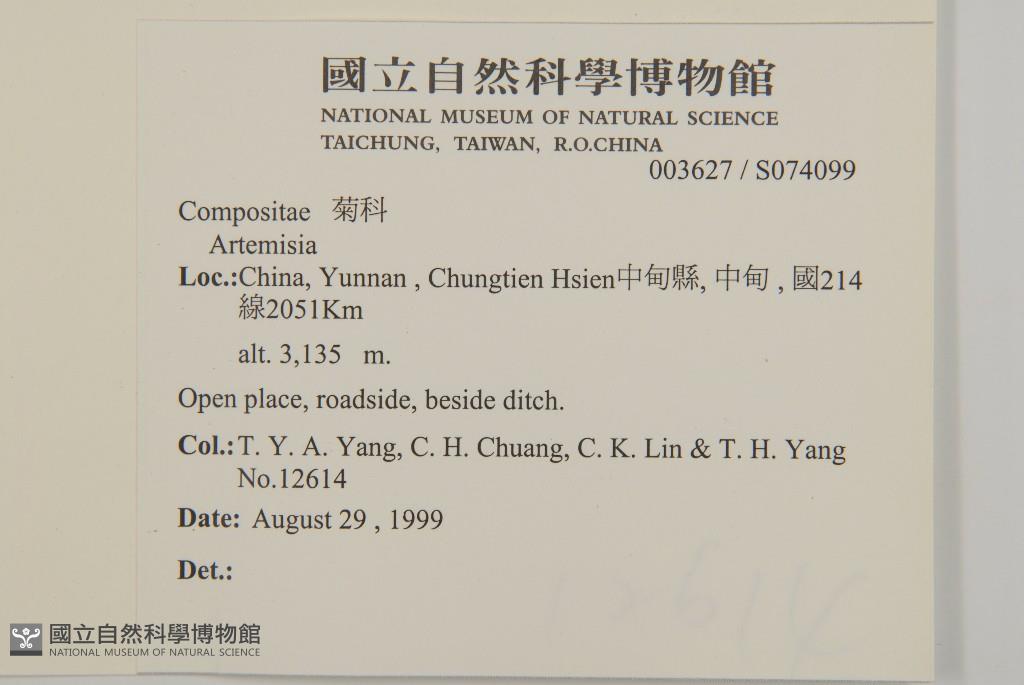 國立自然科學博物館
NATIONAL MUSEUM OF NATURAL SCIENCE
TAICHUNG, TAIWAN, R.O.CHINA
003627 / S074099
Compositae 菊科
Artemisia
Loc.:China, Yunnan , Chungtien Hsien中甸縣, 中甸 , 國214
線2051Km
alt. 3,135 m.
Open place, roadside, beside ditch.
Col.:T. Y. A. Yang, C. H. Chuang, C. K. Lin & T. H. Yang
No.12614
Date: August 29 , 1999
Det.:
12614
國立自然科學博物館
NATIONAL MUSEUM OF NATURAL SCIENCE